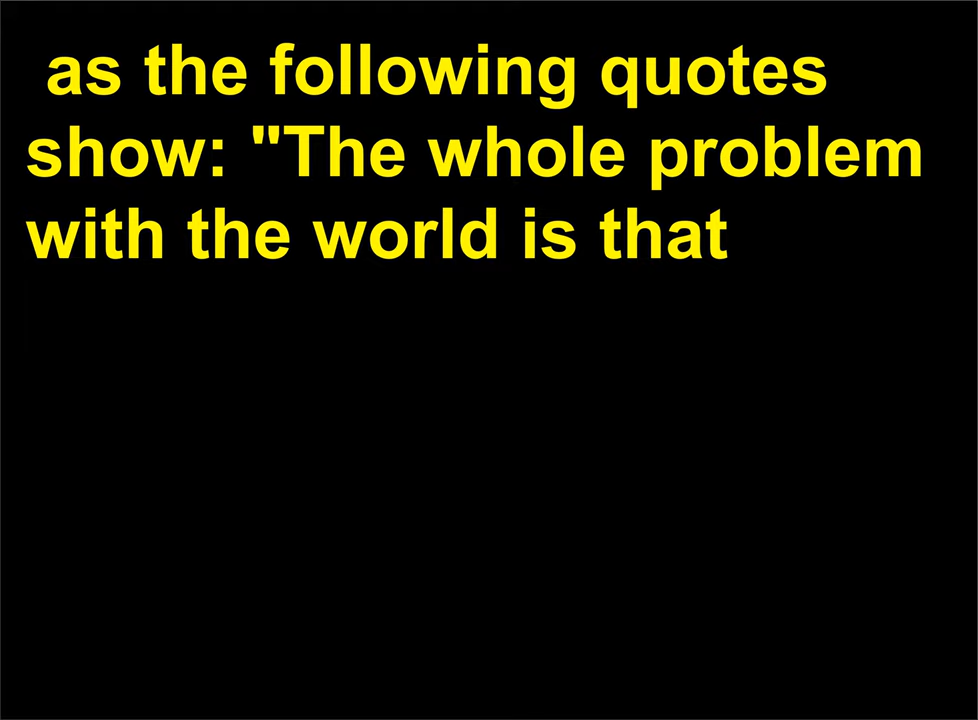 as the following quotes
show: "The whole problem
with the world is that